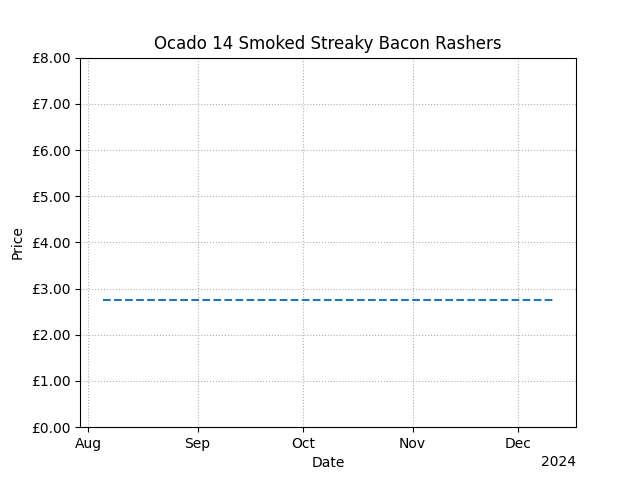 Ocado 14 Smoked Streaky Bacon Rashers
£8.00
£7.00
£6.00
£5.00
£4.00
£3.00
£2.00
£1.00
£0.00
Price
Aug Sep Oct Nov Dec
Date
2024